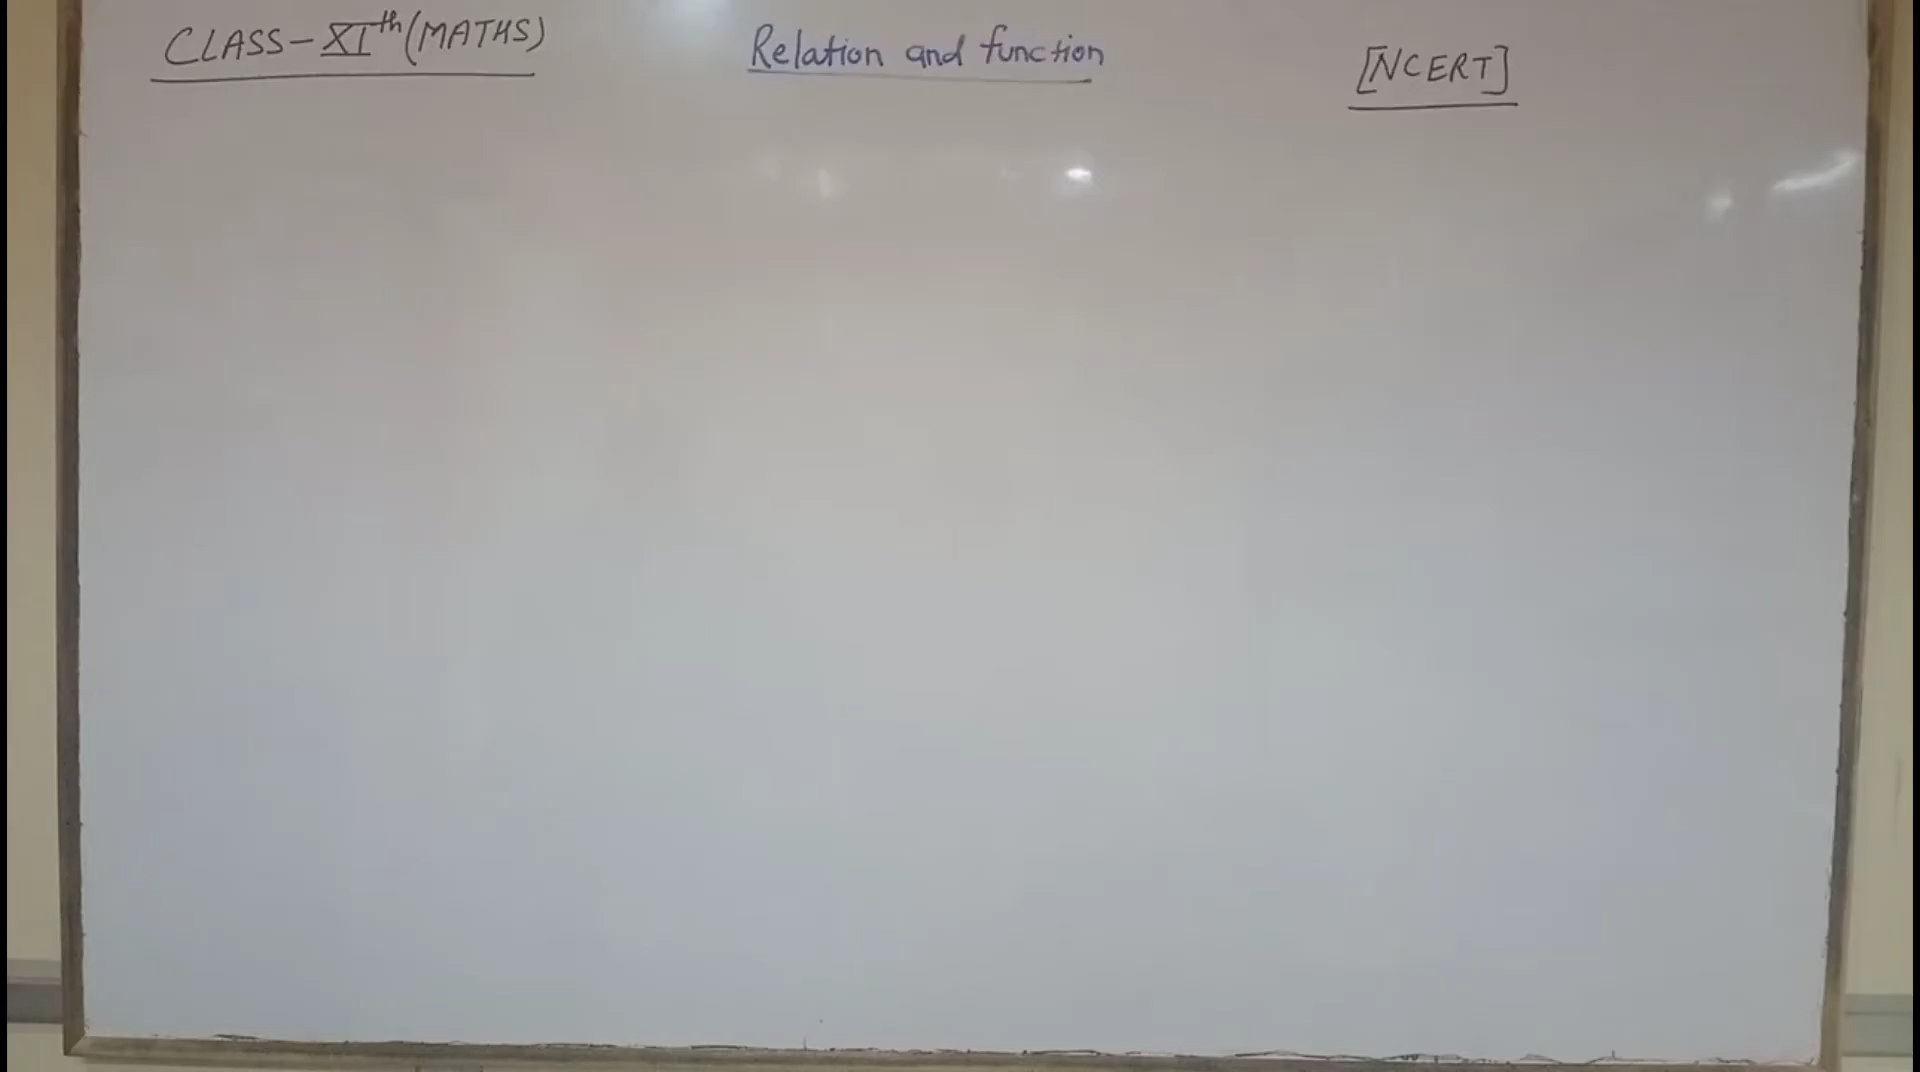 CLASS-XIth (MATHS)
Relation and function
[NCERT]